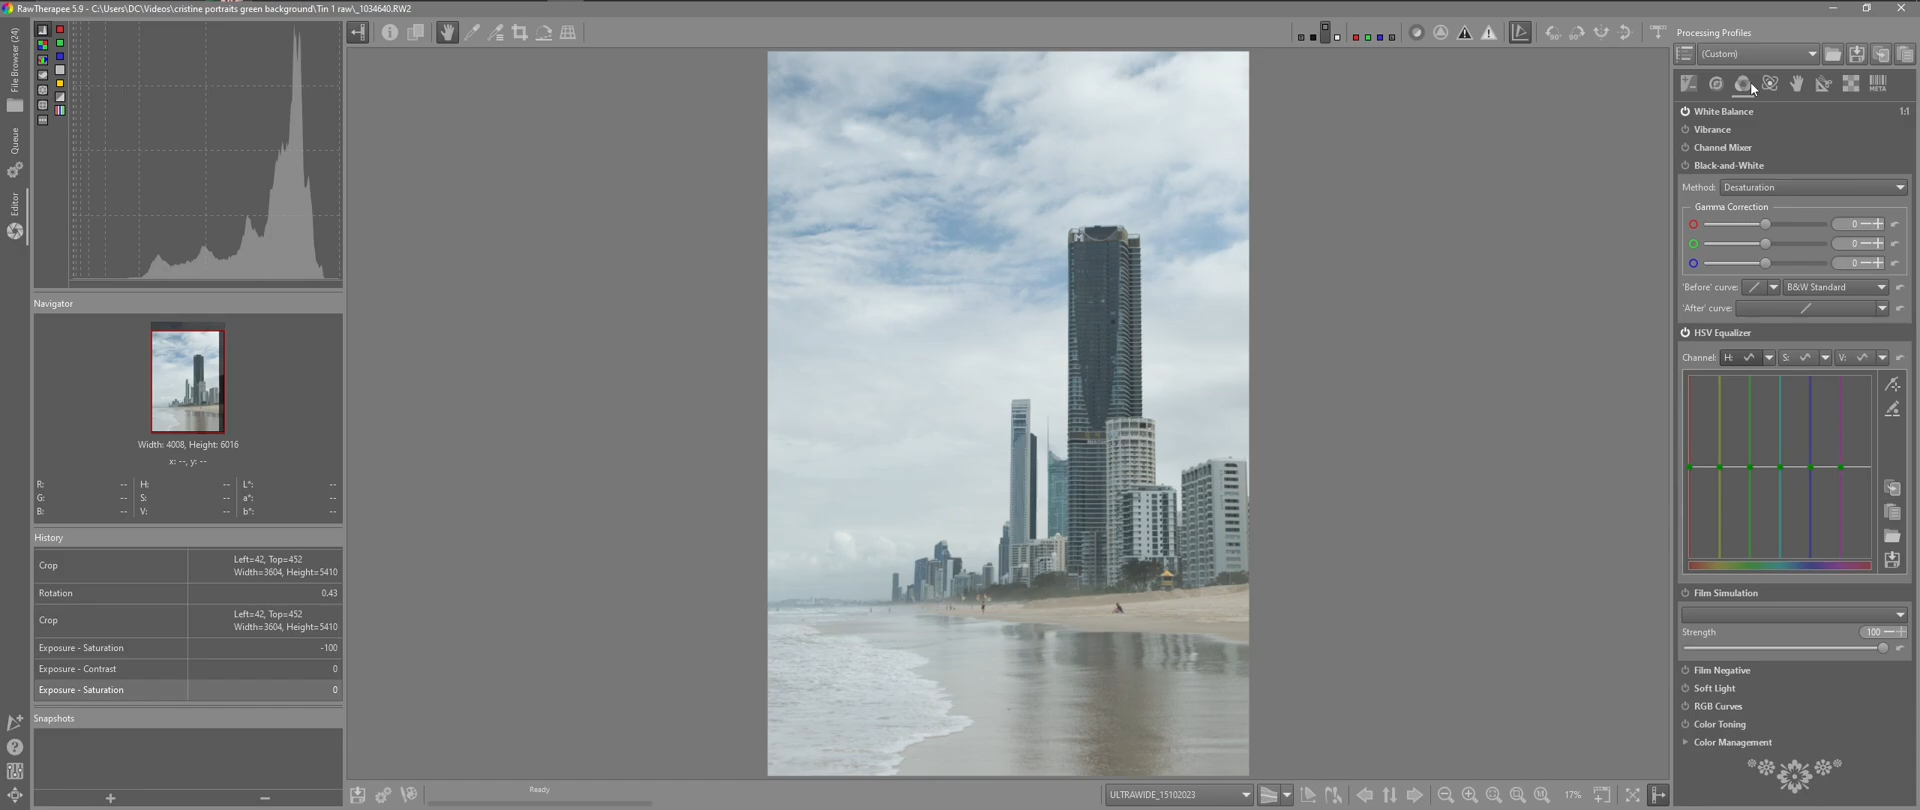 RawTherapee 5.9 - C:\Users\DC\Videos\cristine portraits green background\Tin 1 raw\_1034640.RW2
File Browser (24)
Queue
Editor
Navigator
Width: 4008, Height: 6016
x: --, y: --
R: -- H: -- L*: --
G: -- S: -- a*: --
B: -- V: -- b*: --
History
Crop Left=42, Top=452
Width=3604, Height=5410
Rotation 0.43
Crop Left=42, Top=452
Width=3604, Height=5410
Exposure - Saturation -100
Exposure - Contrast 0
Exposure - Saturation 0
Snapshots
Ready
ULTRAWIDE_15102023
17%
Processing Profiles
(Custom)
META
White Balance 1:1
Vibrance
Channel Mixer
Black-and-White
Method: Desaturation
Gamma Correction
0
0
0
'Before' curve: B&W Standard
'After' curve:
HSV Equalizer
Channel: H: S: V:
Film Simulation
Strength 100
Film Negative
Soft Light
RGB Curves
Color Toning
Color Management